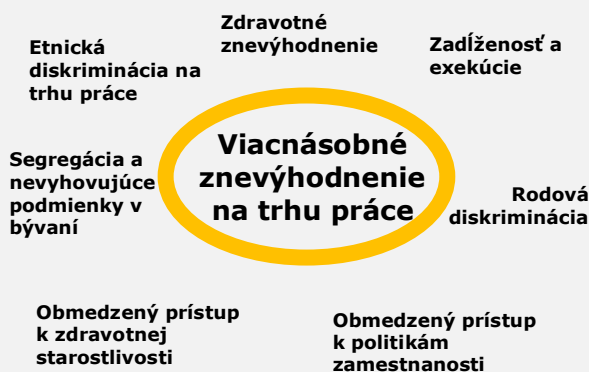 Zdravotné
znevýhodnenie
Etnická
diskriminácia na
trhu práce
Zadĺženosť a
exekúcie
Viacnásobné
znevýhodnenie
na trhu práce
Segregácia a
nevyhovujúce
podmienky v
bývaní
Rodová
diskriminácia
Obmedzený prístup
k zdravotnej
starostlivosti
Obmedzený prístup
k politikám
zamestnanosti